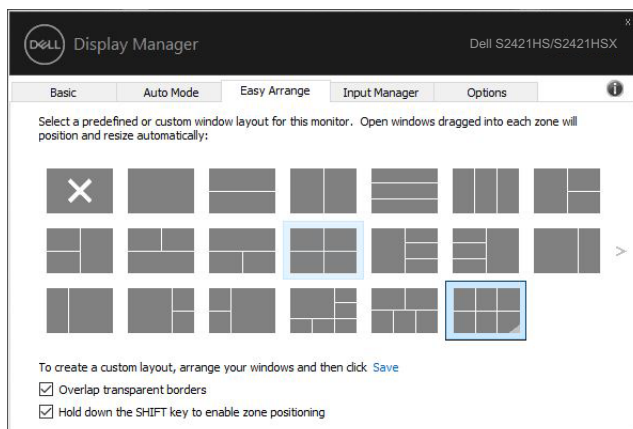 DELL Display Manager Dell S2421HS/S2421HSX
Basic Auto Mode Easy Arrange Input Manager Options
Select a predefined or custom window layout for this monitor. Open windows dragged into each zone will
position and resize automatically:
To create a custom layout, arrange your windows and then click Save
Overlap transparent borders
Hold down the SHIFT key to enable zone positioning